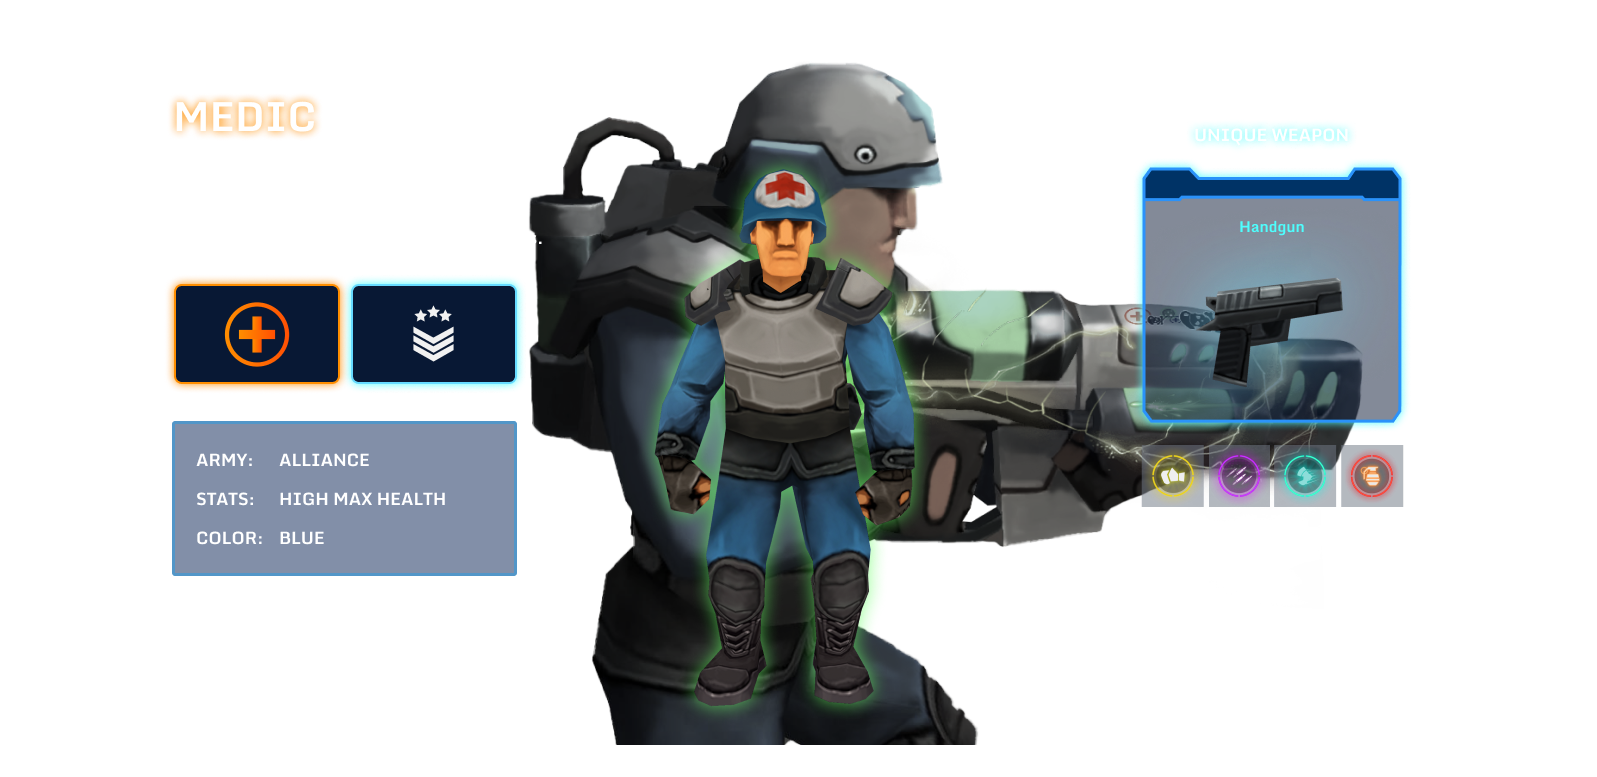 MEDIC
UNIQUE WEAPON
Handgun
ARMY: ALLIANCE
STATS: HIGH MAX HEALTH
COLOR: BLUE